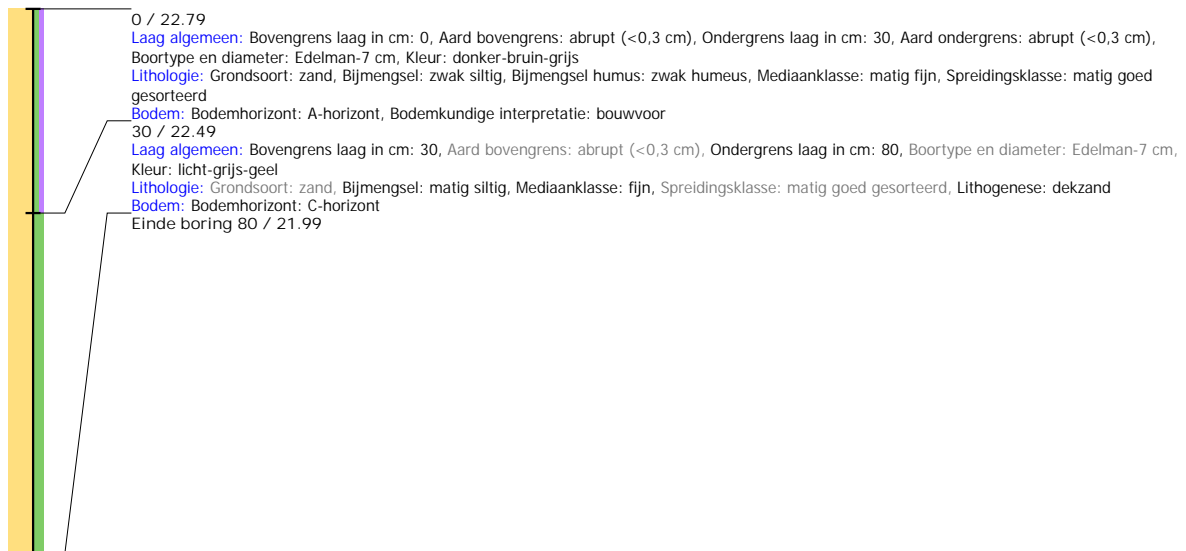 0 / 22.79
Laag algemeen: Bovengrens laag in cm: 0, Aard bovengrens: abrupt (<0,3 cm), Ondergrens laag in cm: 30, Aard ondergrens: abrupt (<0,3 cm),
Boortype en diameter: Edelman-7 cm, Kleur: donker-bruin-grijs
Lithologie: Grondsoort: zand, Bijmengsel: zwak siltig, Bijmengsel humus: zwak humeus, Mediaanklasse: matig fijn, Spreidingsklasse: matig goed
gesorteerd
Bodem: Bodemhorizont: A-horizont, Bodemkundige interpretatie: bouwvoor
30 / 22.49
Laag algemeen: Bovengrens laag in cm: 30, Aard bovengrens: abrupt (<0,3 cm), Ondergrens laag in cm: 80, Boortype en diameter: Edelman-7 cm,
Kleur: licht-grijs-geel
Lithologie: Grondsoort: zand, Bijmengsel: matig siltig, Mediaanklasse: fijn, Spreidingsklasse: matig goed gesorteerd, Lithogenese: dekzand
Bodem: Bodemhorizont: C-horizont
Einde boring 80 / 21.99